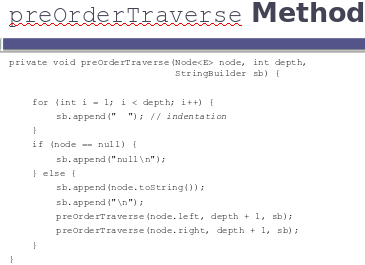 preOrderTraverse Method
private void preOrderTraverse(Node<E> node, int depth,
StringBuilder sb) {
for (int i = 1; i < depth; i++) {
sb.append("  "); // indentation
}
if (node == null) {
sb.append("null\n");
} else {
sb.append(node.toString());
sb.append("\n");
preOrderTraverse(node.left, depth + 1, sb);
preOrderTraverse(node.right, depth + 1, sb);
}
}